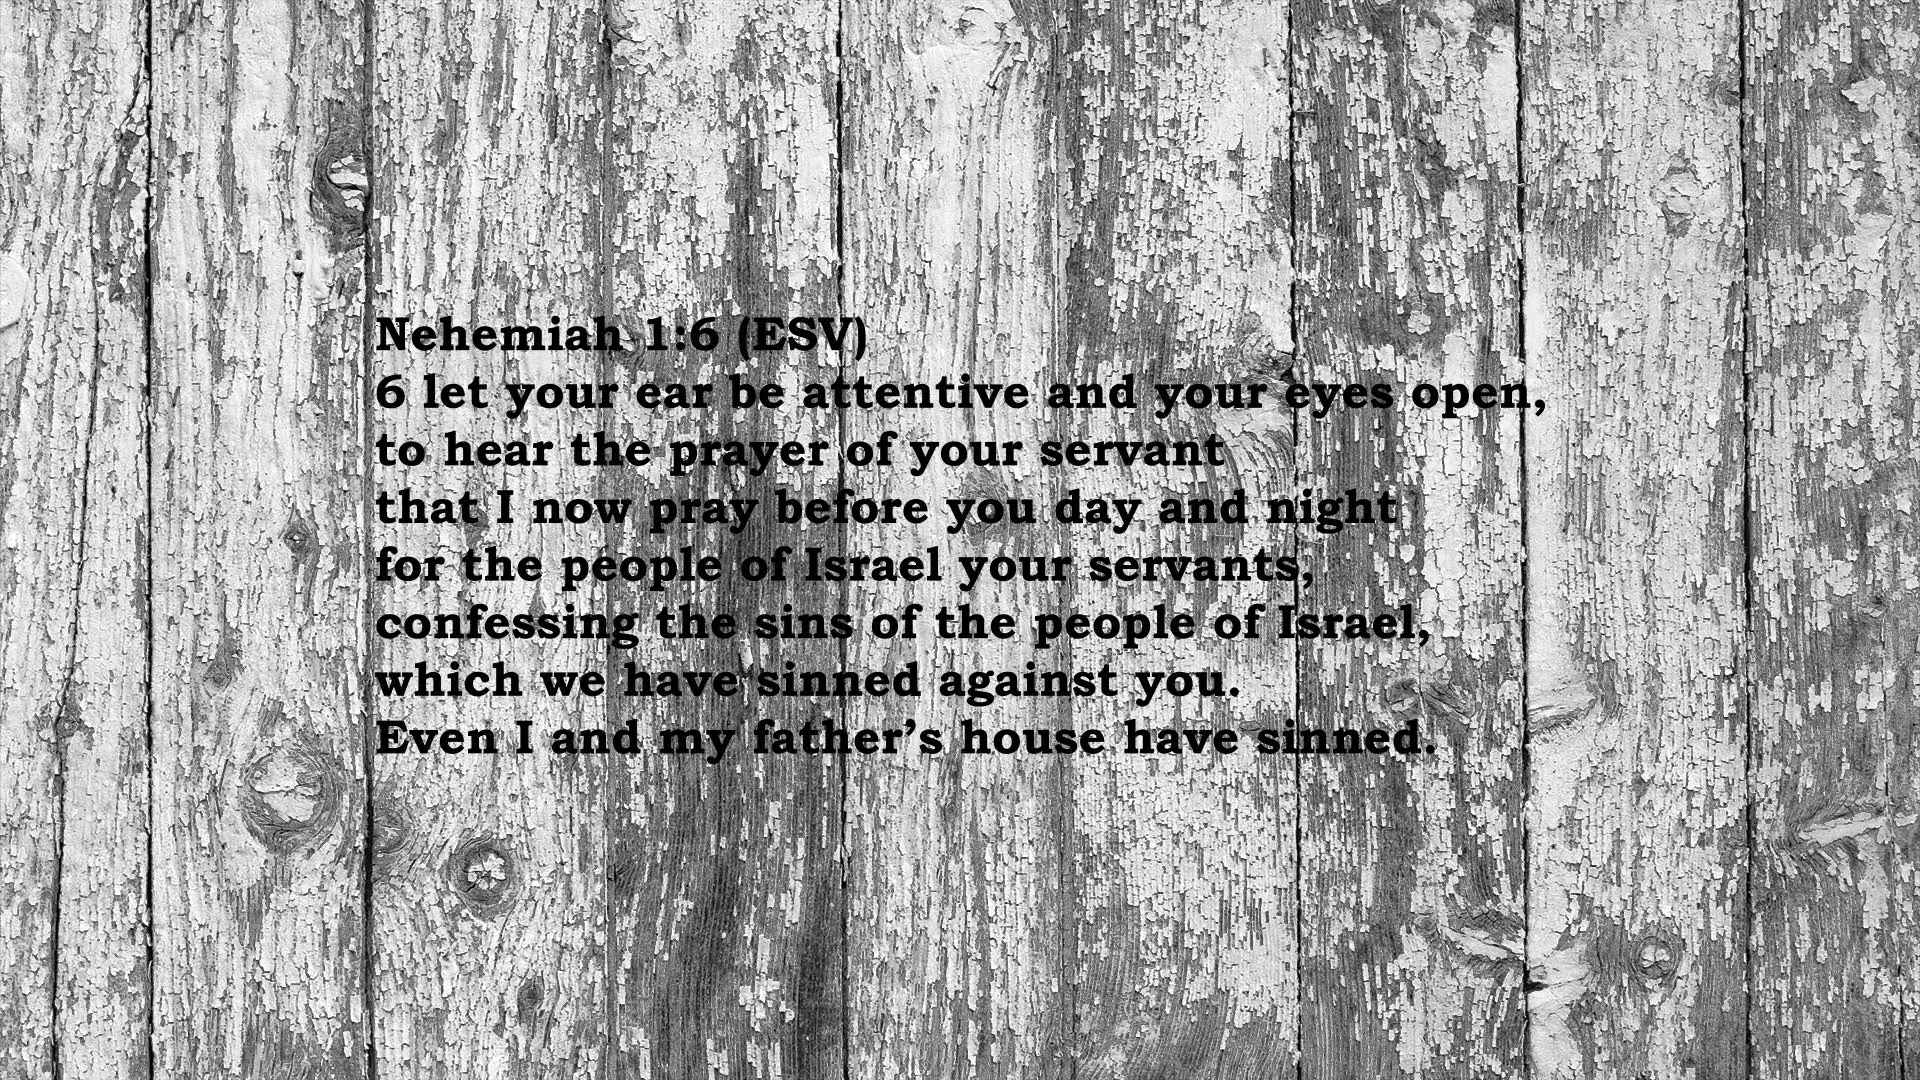 Nehemiah 1:6 (ESV)
6 let your ear be attentive and your eyes open,
to hear the prayer of your servant
that I now pray before you day and night
for the people of Israel your servants,
confessing the sins of the people of Israel,
which we have sinned against you.
Even I and my father’s house have sinned.